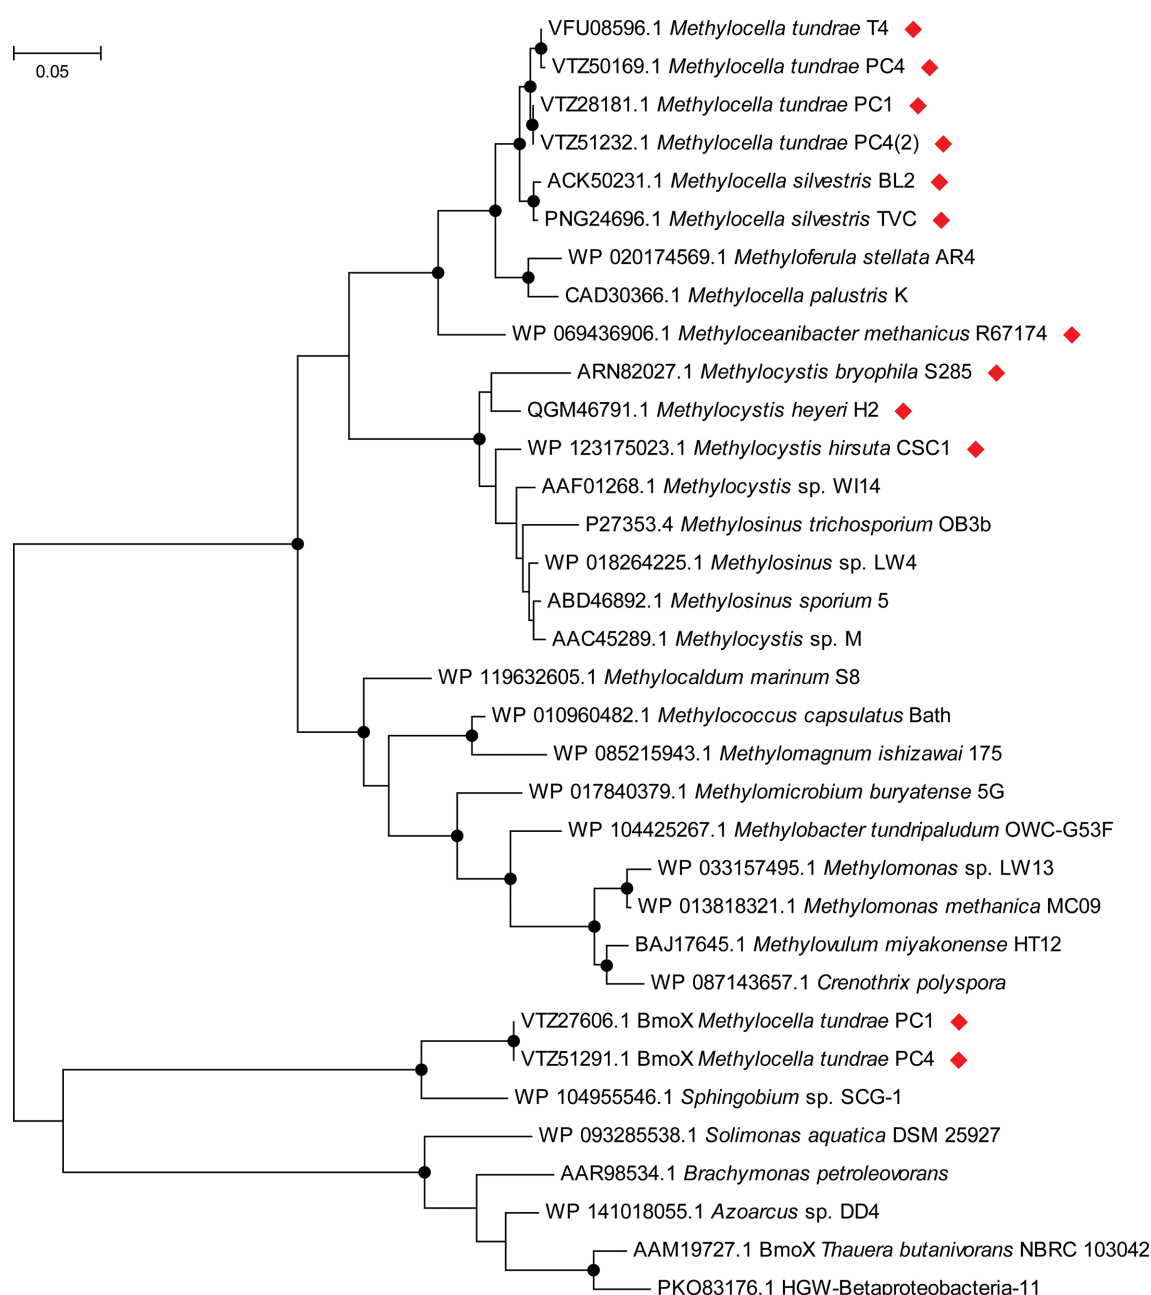 VFU08596.1 Methylocella tundrae T4
0.05
VTZ50169.1 Methylocella tundrae PC4
VTZ28181.1 Methylocella tundrae PC1
VTZ51232.1 Methylocella tundrae PC4(2)
ACK50231.1 Methylocella silvestris BL2
PNG24696.1 Methylocella silvestris TVC
WP 020174569.1 Methyloferula stellata AR4
CAD30366.1 Methylocella palustris K
WP 069436906.1 Methyloceanibacter methanicus R67174
ARN82027.1 Methylocystis bryophila S285
QGM46791.1 Methylocystis heyeri H2
WP 123175023.1 Methylocystis hirsuta CSC1
AAF01268.1 Methylocystis sp. WI14
P27353.4 Methylosinus trichosporium OB3b
WP 018264225.1 Methylosinus sp. LW4
ABD46892.1 Methylosinus sporium 5
AAC45289.1 Methylocystis sp. M
WP 119632605.1 Methylocaldum marinum S8
WP 010960482.1 Methylococcus capsulatus Bath
WP 085215943.1 Methylomagnum ishizawai 175
WP 017840379.1 Methylomicrobium buryatense 5G
WP 104425267.1 Methylobacter tundripaludum OWC-G53F
WP 033157495.1 Methylomonas sp. LW13
WP 013818321.1 Methylomonas methanica MC09
BAJ17645.1 Methylovulum miyakonense HT12
WP 087143657.1 Crenothrix polyspora
VTZ27606.1 BmoX Methylocella tundrae PC1
VTZ51291.1 BmoX Methylocella tundrae PC4
WP 104955546.1 Sphingobium sp. SCG-1
WP 093285538.1 Solimonas aquatica DSM 25927
AAR98534.1 Brachymonas petroleovorans
WP 141018055.1 Azoarcus sp. DD4
AAM19727.1 BmoX Thauera butanivorans NBRC 103042
PKO83176.1 HGW-Betaproteobacteria-11